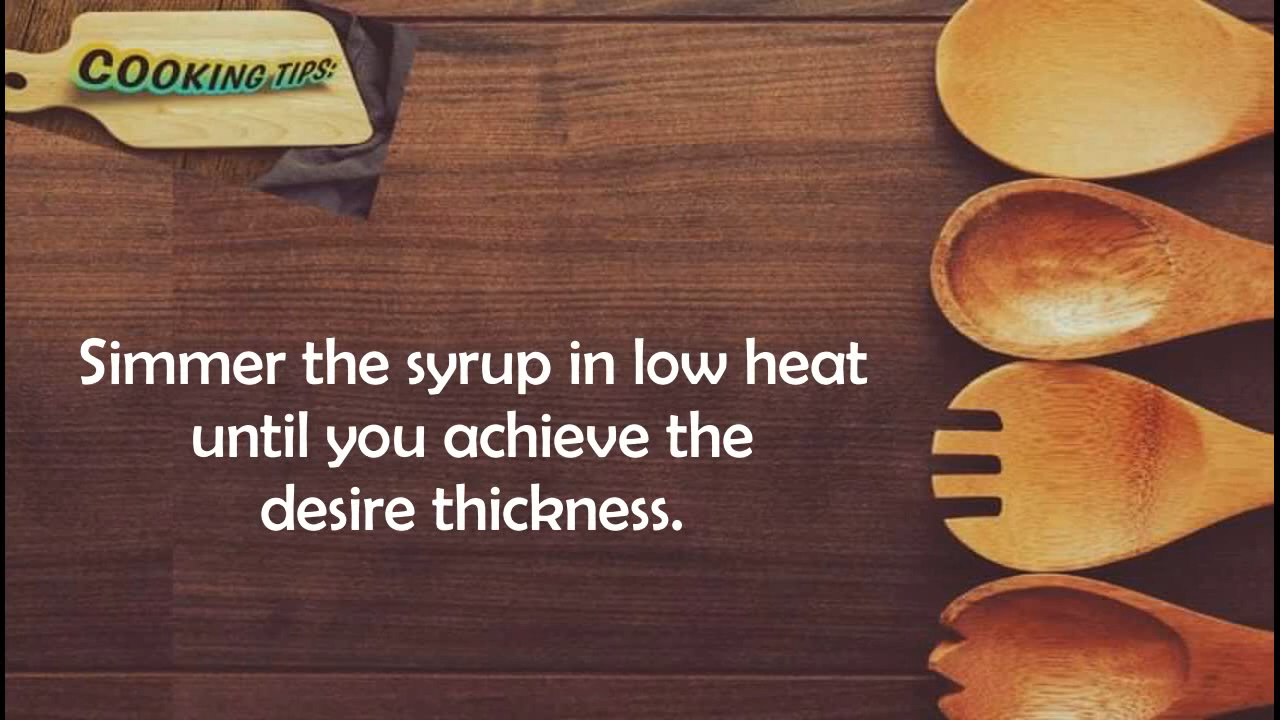 COOKING TIPS:
Simmer the syrup in low heat
until you achieve the
desire thickness.